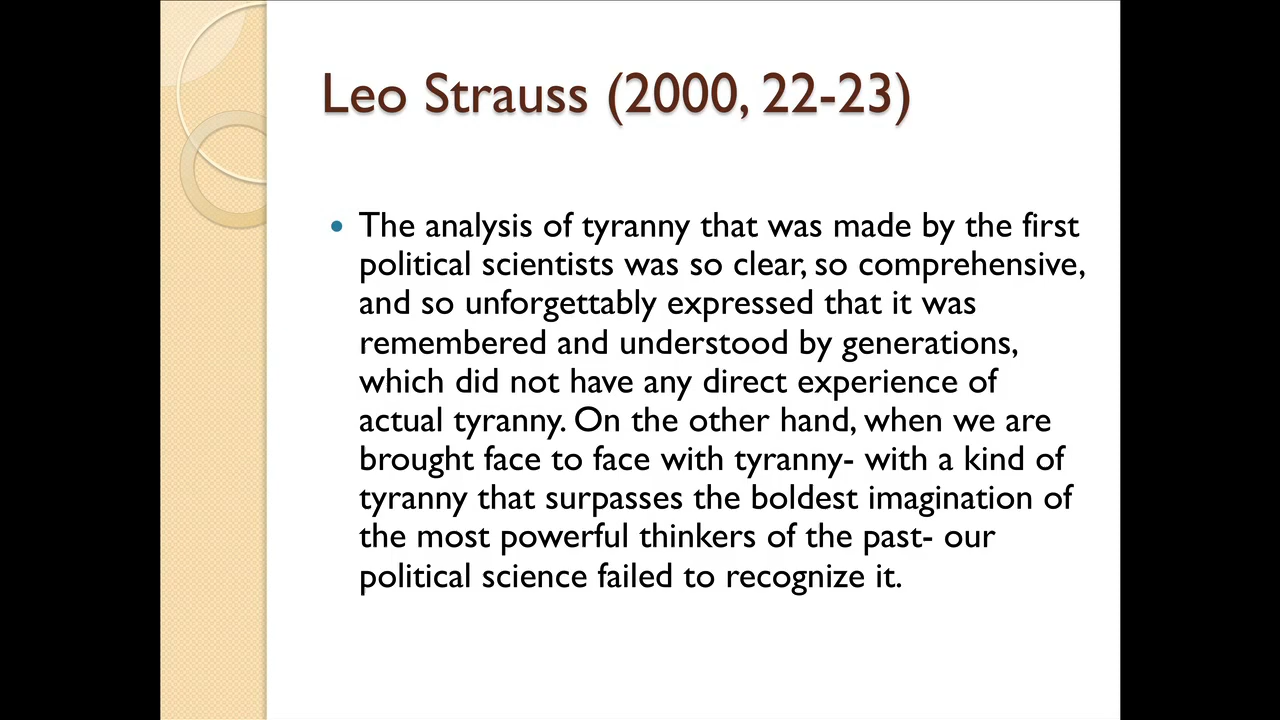 Leo Strauss (2000, 22-23)
• The analysis of tyranny that was made by the first
political scientists was so clear, so comprehensive,
and so unforgettably expressed that it was
remembered and understood by generations,
which did not have any direct experience of
actual tyranny. On the other hand, when we are
brought face to face with tyranny- with a kind of
tyranny that surpasses the boldest imagination of
the most powerful thinkers of the past- our
political science failed to recognize it.